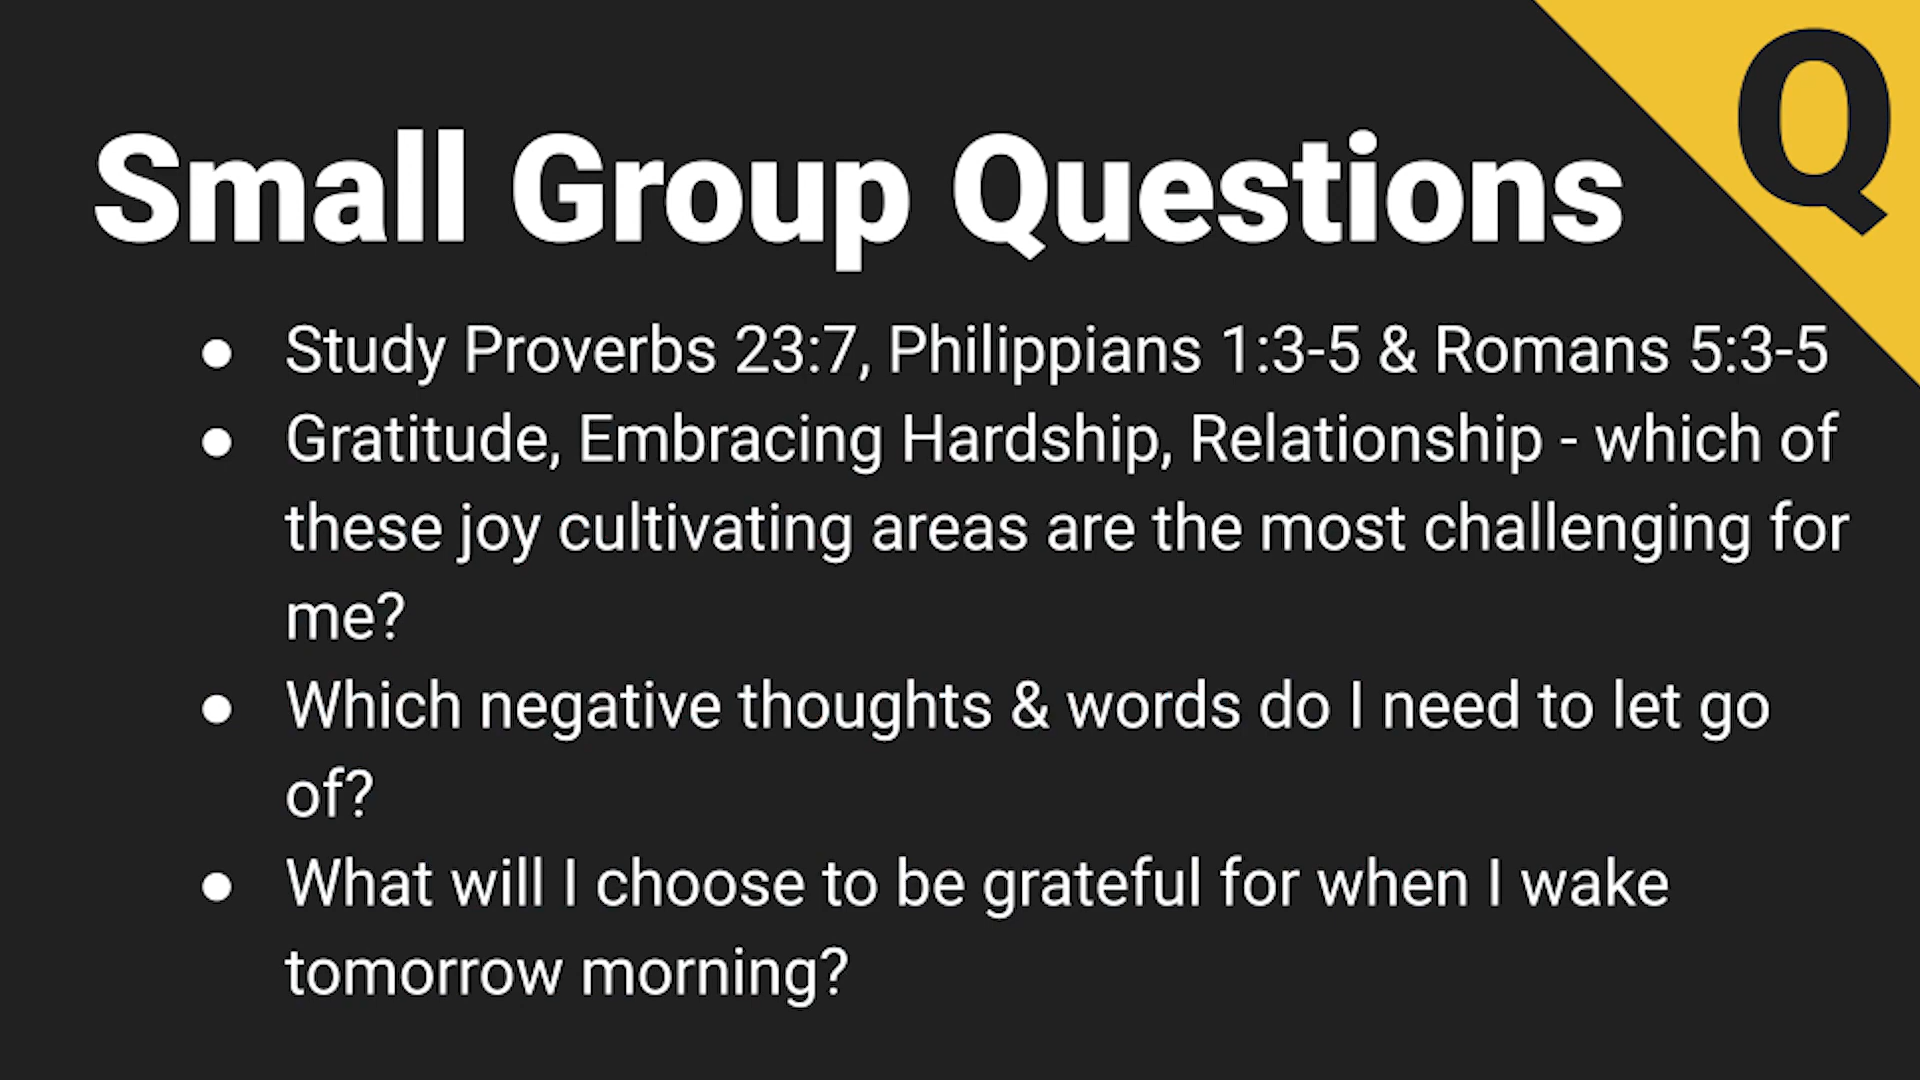 Q
Small Group Questions
● Study Proverbs 23:7, Philippians 1:3-5 & Romans 5:3-5
● Gratitude, Embracing Hardship, Relationship - which of
these joy cultivating areas are the most challenging for
me?
● Which negative thoughts & words do I need to let go
of?
● What will I choose to be grateful for when I wake
tomorrow morning?